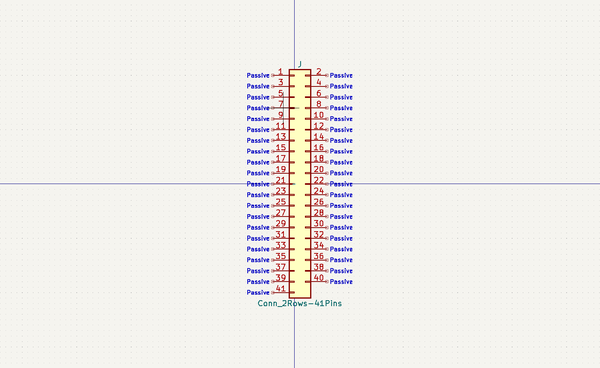 J
Passive 1 2 Passive
Passive 3 4 Passive
Passive 5 6 Passive
Passive 7 8 Passive
Passive 9 10 Passive
Passive 11 12 Passive
Passive 13 14 Passive
Passive 15 16 Passive
Passive 17 18 Passive
Passive 19 20 Passive
Passive 21 22 Passive
Passive 23 24 Passive
Passive 25 26 Passive
Passive 27 28 Passive
Passive 29 30 Passive
Passive 31 32 Passive
Passive 33 34 Passive
Passive 35 36 Passive
Passive 37 38 Passive
Passive 39 40 Passive
Passive 41
Conn_2Rows-41Pins